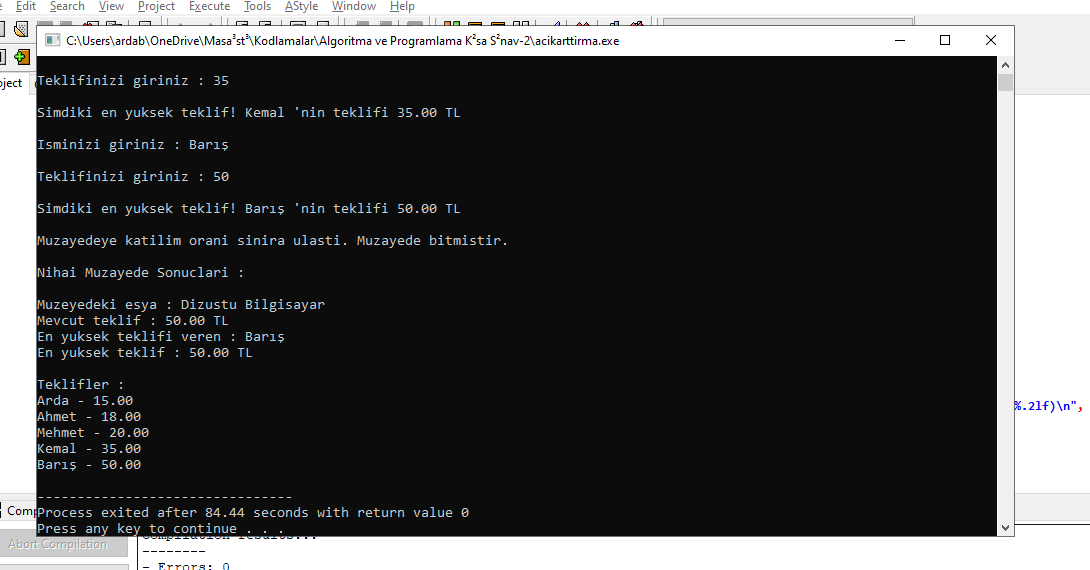 Edit Search View Project Execute Tools AStyle Window Help
C:\Users\ardab\OneDrive\Masa³st³\Kodlamalar\Algoritma ve Programlama K²sa S²nav-2\acikarttirma.exe
Teklifinizi giriniz : 35
Simdiki en yuksek teklif! Kemal 'nin teklifi 35.00 TL
Isminizi giriniz : Barış
Teklifinizi giriniz : 50
Simdiki en yuksek teklif! Barış 'nin teklifi 50.00 TL
Muzayedeye katilim orani sinira ulasti. Muzayede bitmistir.
Nihai Muzayede Sonuclari :
Muzeyedeki esya : Dizustu Bilgisayar
Mevcut teklif : 50.00 TL
En yuksek teklifi veren : Barış
En yuksek teklif : 50.00 TL
Teklifler :
Arda - 15.00
Ahmet - 18.00
Mehmet - 20.00
Kemal - 35.00
Barış - 50.00
--------------------------------
Process exited after 84.44 seconds with return value 0
Press any key to continue . . .
%.2lf)\n",
Abort Compilation
Compilation results...
--------
- Errors: 0